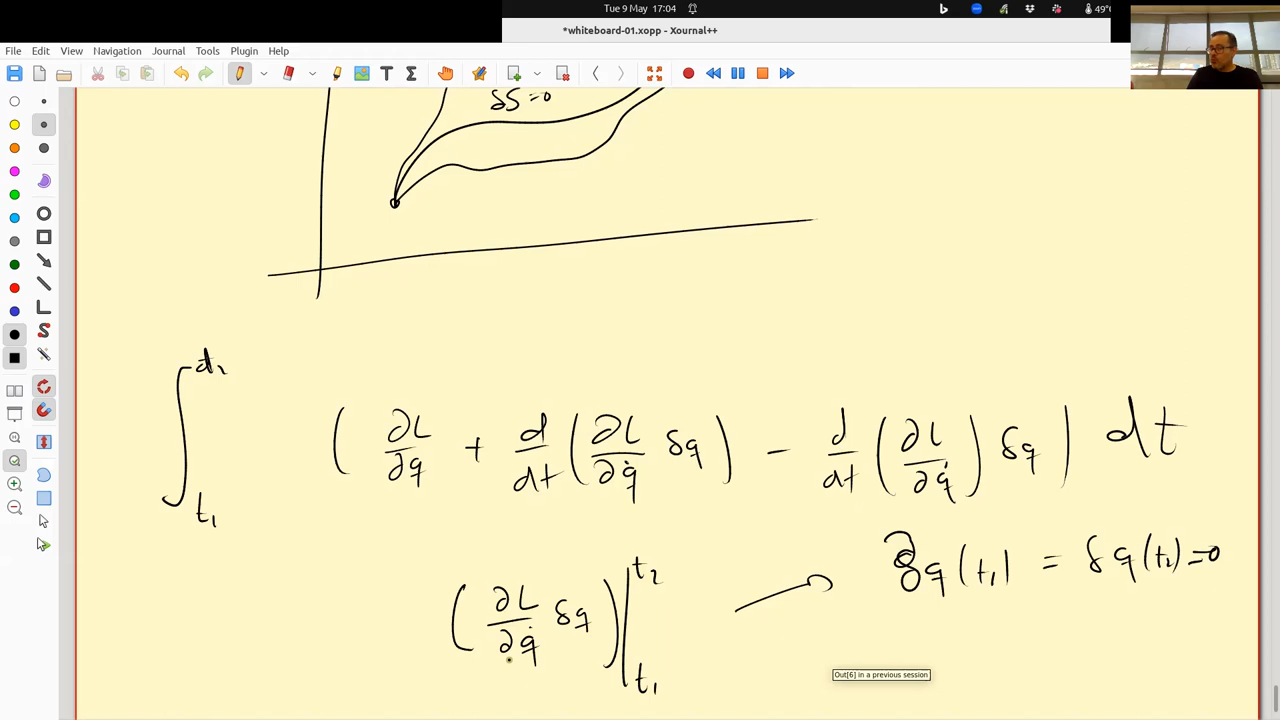 Tue 9 May 17:04
49°
*whiteboard-01.xopp - Xournal++
File Edit View Navigation Journal Tools Plugin Help
δS = 0
∫_{t₁}^{t₂} ( ∂L/∂q + d/dt ( ∂L/∂q̇ δq ) − d/dt ( ∂L/∂q̇ ) δq ) dt
δq(t₁) = δq(t₂) = 0
( ∂L/∂q̇ δq ) |_{t₁}^{t₂}
Out[6] in a previous session